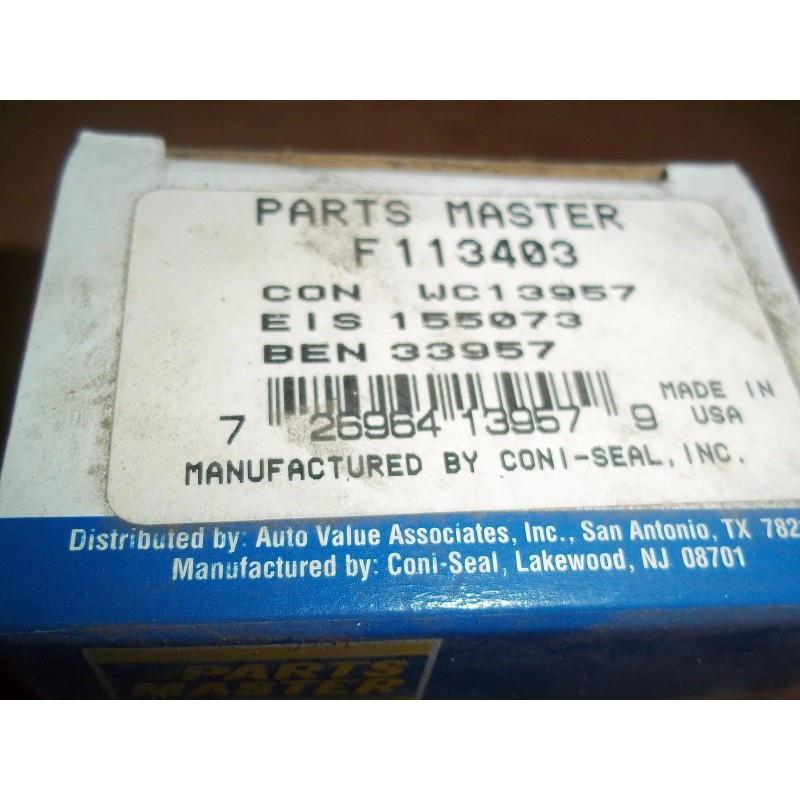 PARTS MASTER
F113403
CON WC13957
EIS 155073
BEN 33957
7 26964 13957 9
MADE IN
USA
MANUFACTURED BY CONI-SEAL, INC.
Distributed by: Auto Value Associates, Inc., San Antonio, TX 782
Manufactured by: Coni-Seal, Lakewood, NJ 08701
PARTS
MASTER